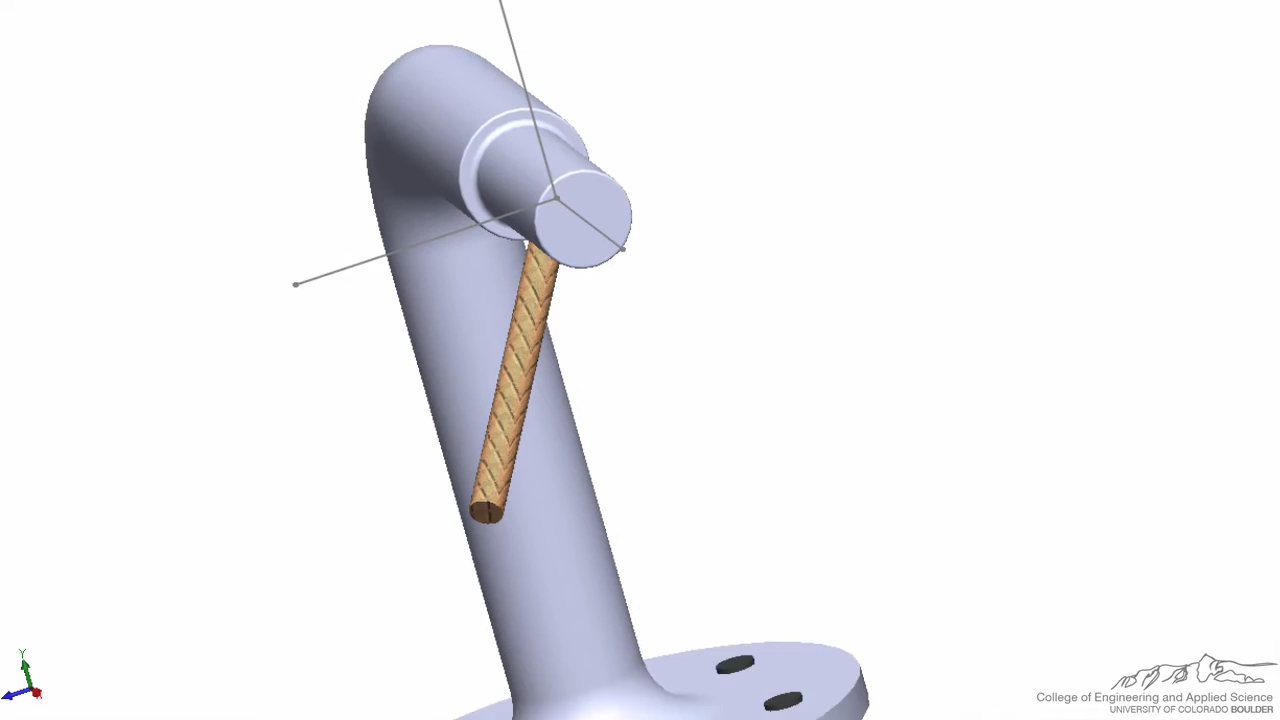 Y
College of Engineering and Applied Science
UNIVERSITY OF COLORADO BOULDER